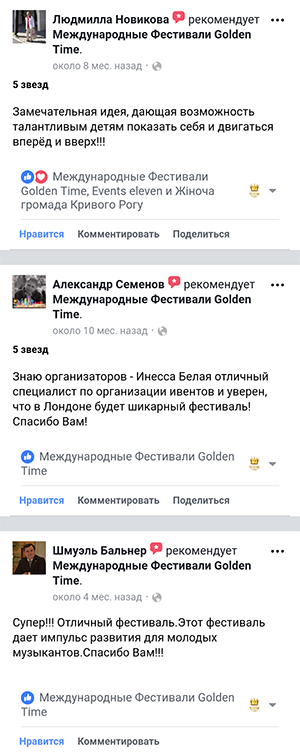 Людмилла Новикова рекомендует
Международные Фестивали Golden
Time.
около 8 мес. назад ·
5 звезд
Замечательная идея, дающая возможность
талантливым детям показать себя и двигаться
вперёд и вверх!!!
Международные Фестивали
Golden Time, Events eleven и Жіноча
громада Кривого Рогу
Нравится Комментировать Поделиться
Александр Семенов рекомендует
Международные Фестивали Golden
Time.
около 10 мес. назад ·
5 звезд
Знаю организаторов - Инесса Белая отличный
специалист по организации ивентов и уверен,
что в Лондоне будет шикарный фестиваль!
Спасибо Вам!
Международные Фестивали Golden
Time
Нравится Комментировать Поделиться
Шмуэль Бальнер рекомендует
Международные Фестивали Golden
Time.
около 4 мес. назад ·
Супер!!! Отличный фестиваль.Этот фестиваль
дает импульс развития для молодых
музыкантов.Спасибо Вам!!!
Международные Фестивали Golden
Time
Нравится Комментировать